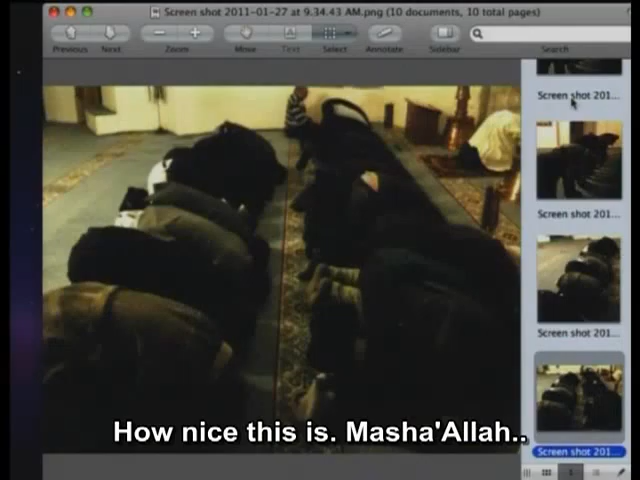 Screen shot 2011-01-27 at 9.34.43 AM.png (10 documents, 10 total pages)
Previous Next Zoom Move Text Select Annotate Sidebar Search
Screen shot 201...
Screen shot 201...
Screen shot 201...
Screen shot 201...
How nice this is. Masha'Allah..